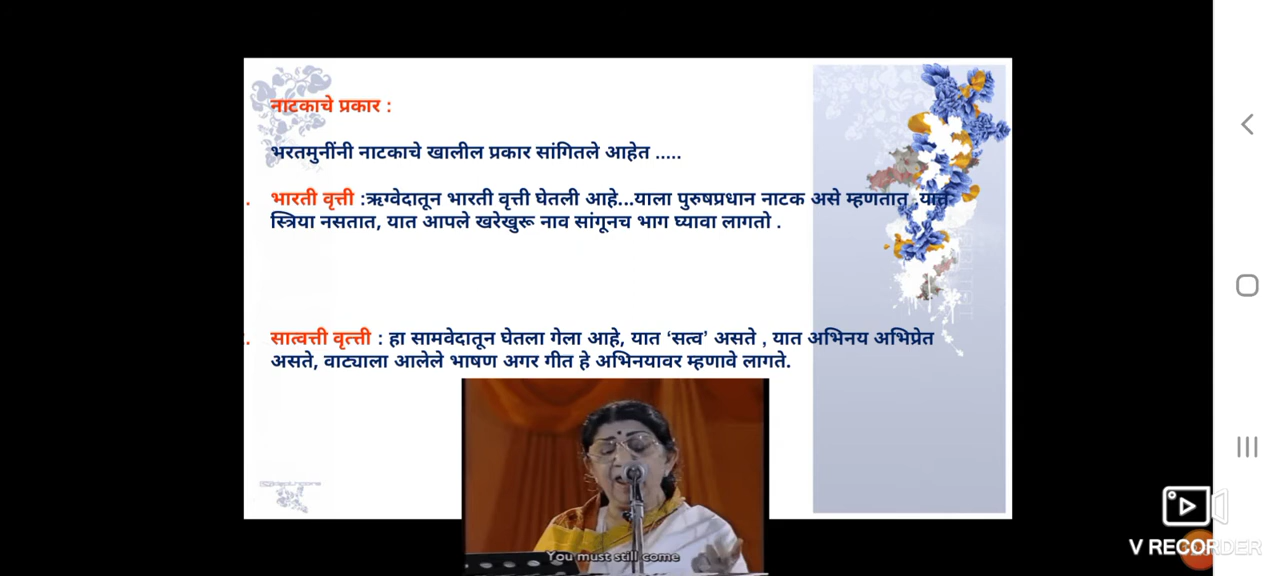 नाटकाचे प्रकार :
भरतमुनींनी नाटकाचे खालील प्रकार सांगितले आहेत .....
भारती वृत्ती :ऋग्वेदातून भारती वृत्ती घेतली आहे...याला पुरुषप्रधान नाटक असे म्हणतात .यात
स्त्रिया नसतात, यात आपले खरेखुरू नाव सांगूनच भाग घ्यावा लागतो .
सात्वत्ती वृत्त्ती : हा सामवेदातून घेतला गेला आहे, यात ‘सत्व’ असते , यात अभिनय अभिप्रेत
असते, वाट्याला आलेले भाषण अगर गीत हे अभिनयावर म्हणावे लागते.
You must still come
V RECORDER